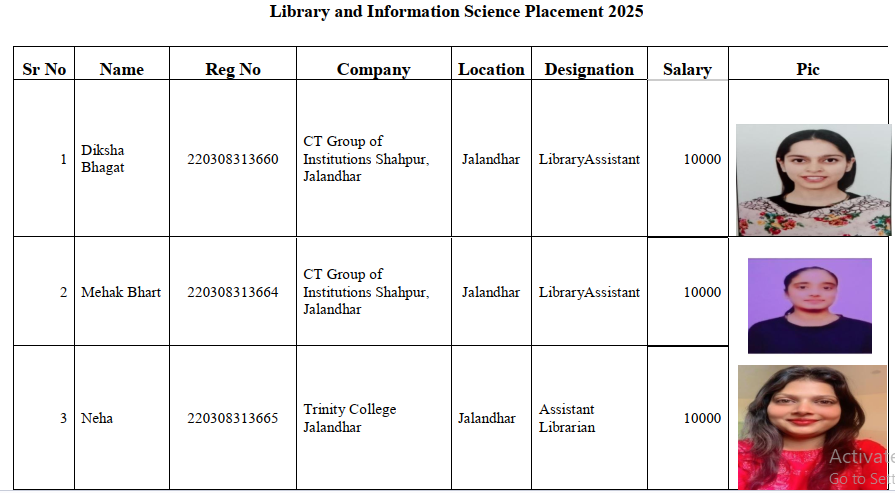 Library and Information Science Placement 2025
Sr No Name Reg No Company Location Designation Salary Pic
1 Diksha Bhagat 220308313660 CT Group of Institutions Shahpur, Jalandhar Jalandhar LibraryAssistant 10000
2 Mehak Bhart 220308313664 CT Group of Institutions Shahpur, Jalandhar Jalandhar LibraryAssistant 10000
3 Neha 220308313665 Trinity College Jalandhar Jalandhar Assistant Librarian 10000
Activate
Go to Set